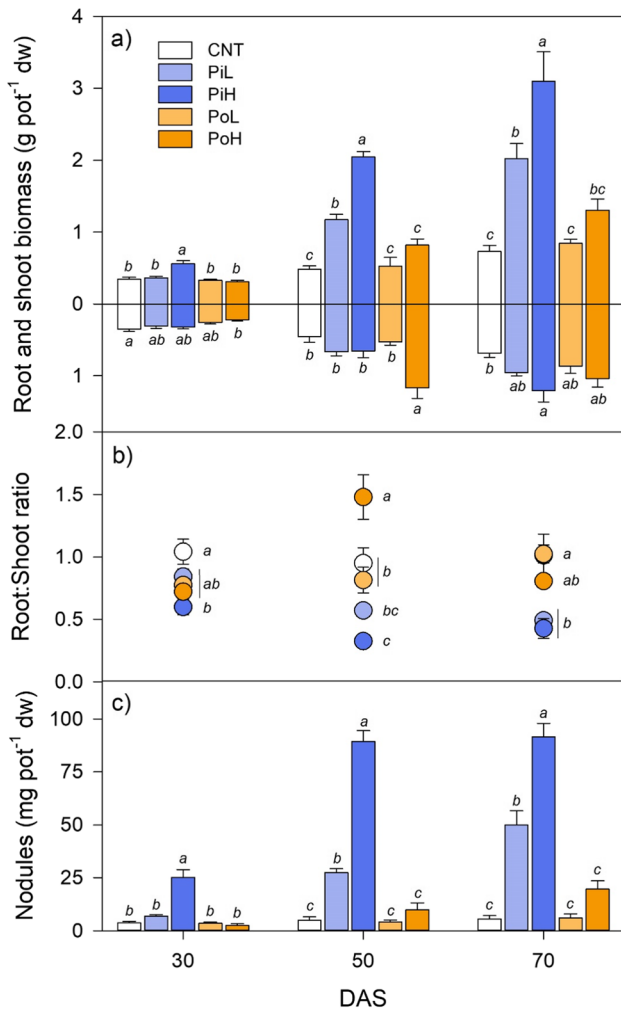 a)
CNT
PiL
PiH
PoL
PoH
Root and shoot biomass (g pot⁻¹ dw)
4
3
2
1
0
1
b b a b b
a ab ab ab b
c b a c c
b b b b a
c b a c bc
b ab a ab ab
b)
Root:Shoot ratio
2.0
1.5
1.0
0.5
0.0
a
ab
b
a
b
bc
c
a
ab
b
c)
Nodules (mg pot⁻¹ dw)
100
75
50
25
0
b b a b b
c b a c c
c b a c c
30 50 70
DAS